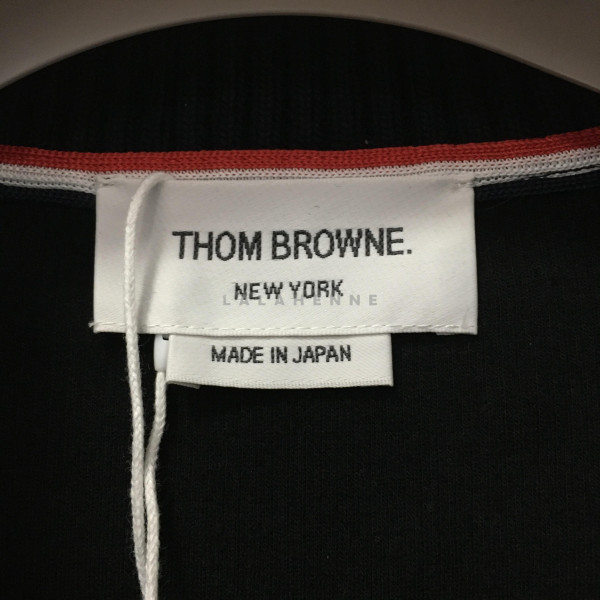 THOM BROWNE.
NEW YORK
LALAHENNE
MADE IN JAPAN